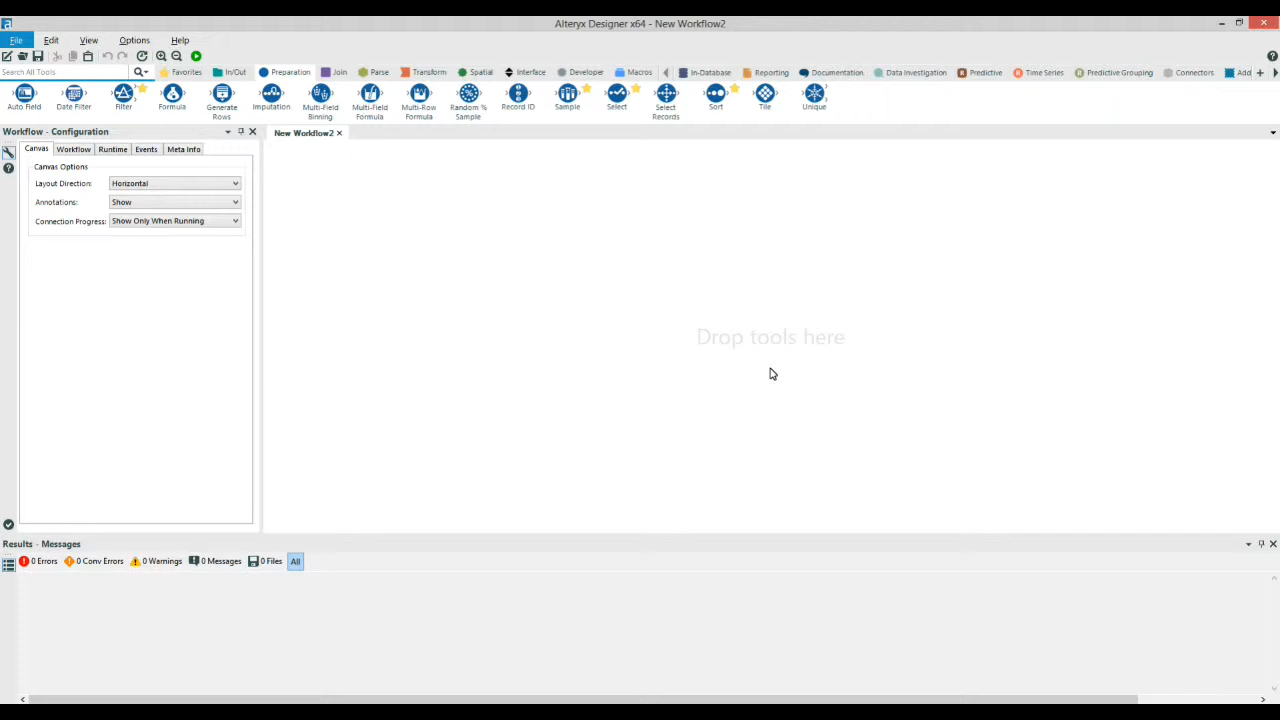 Alteryx Designer x64 - New Workflow2
File Edit View Options Help
Search All Tools Favorites In/Out Preparation Join Parse Transform Spatial Interface Developer Macros In-Database Reporting Documentation Data Investigation Predictive Time Series Predictive Grouping Connectors Add
Auto Field Date Filter Filter Formula Generate Rows Imputation Multi-Field Binning Multi-Field Formula Multi-Row Formula Random % Sample Record ID Sample Select Select Records Sort Tile Unique
Workflow - Configuration
New Workflow2
Canvas Workflow Runtime Events Meta Info
Canvas Options
Layout Direction: Horizontal
Annotations: Show
Connection Progress: Show Only When Running
Drop tools here
Results - Messages
0 Errors 0 Conv Errors 0 Warnings 0 Messages 0 Files All